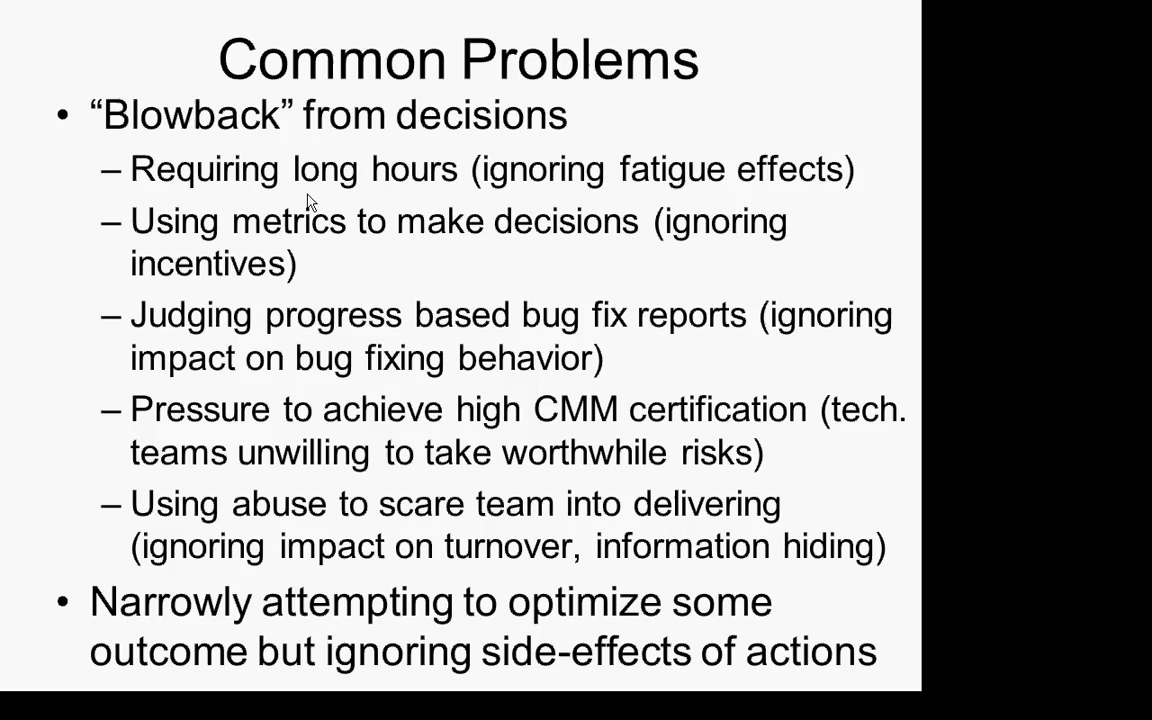 Common Problems
• “Blowback” from decisions
– Requiring long hours (ignoring fatigue effects)
– Using metrics to make decisions (ignoring
incentives)
– Judging progress based bug fix reports (ignoring
impact on bug fixing behavior)
– Pressure to achieve high CMM certification (tech.
teams unwilling to take worthwhile risks)
– Using abuse to scare team into delivering
(ignoring impact on turnover, information hiding)
• Narrowly attempting to optimize some
outcome but ignoring side-effects of actions